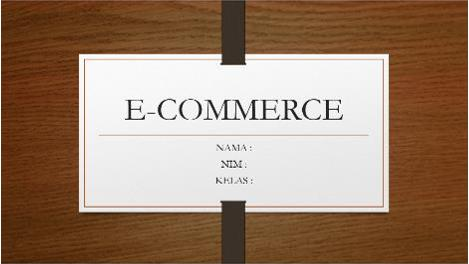 E-COMMERCE
NAMA :
NIM :
KELAS :